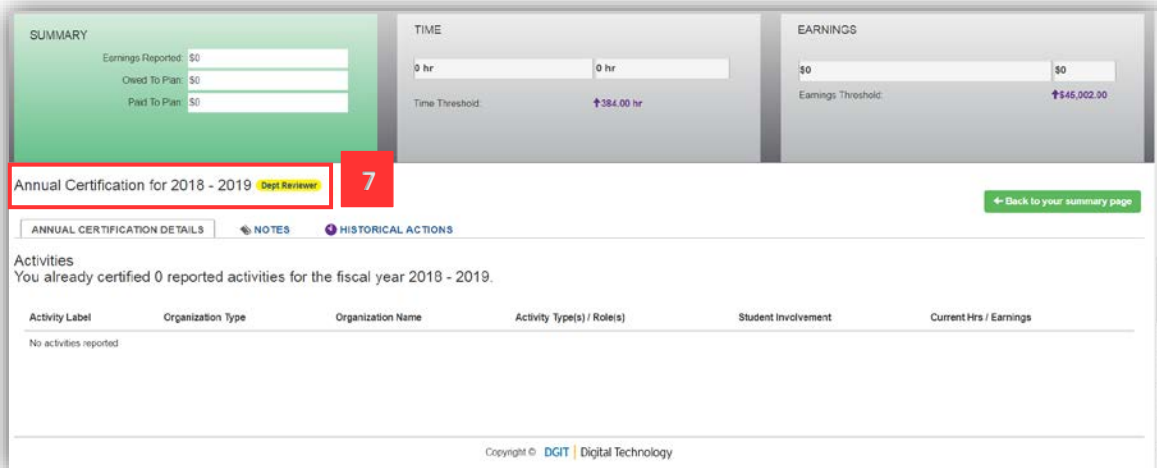 SUMMARY
Earnings Reported: $0
Owed To Plan: $0
Paid To Plan: $0
TIME
0 hr 0 hr
Time Threshold: 384.00 hr
EARNINGS
$0 $0
Earnings Threshold: $45,002.00
Annual Certification for 2018 - 2019 Dept Reviewer
7
Back to your summary page
ANNUAL CERTIFICATION DETAILS NOTES HISTORICAL ACTIONS
Activities
You already certified 0 reported activities for the fiscal year 2018 - 2019.
Activity Label Organization Type Organization Name Activity Type(s) / Role(s) Student Involvement Current Hrs / Earnings
No activities reported
Copyright © DGIT | Digital Technology